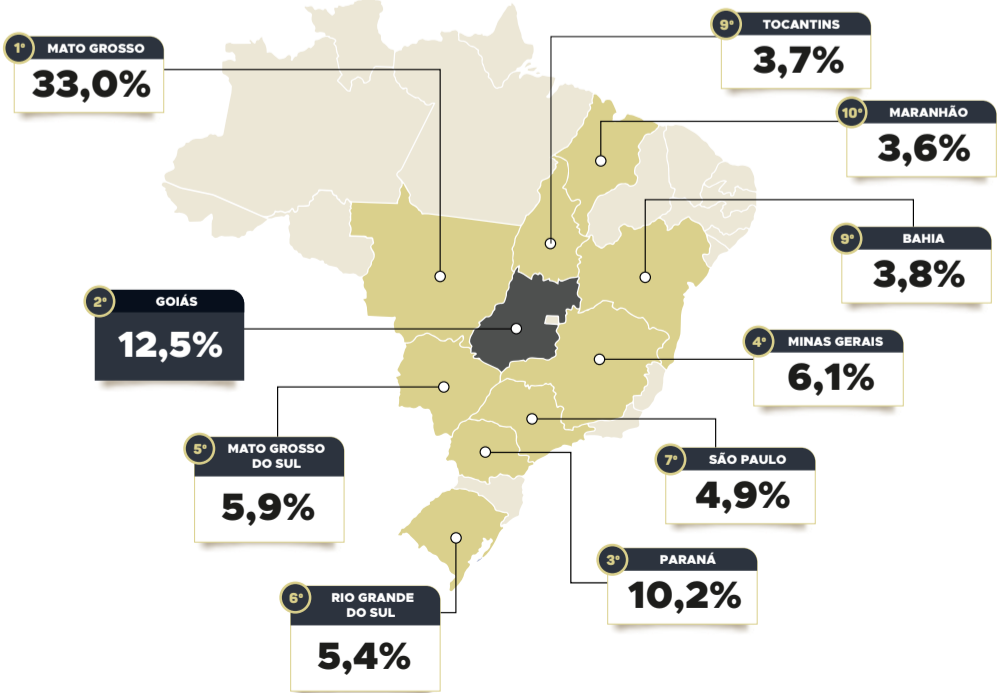 1º MATO GROSSO
33,0%
9º TOCANTINS
3,7%
10º MARANHÃO
3,6%
9º BAHIA
3,8%
2º GOIÁS
12,5%
4º MINAS GERAIS
6,1%
5º MATO GROSSO
DO SUL
5,9%
7º SÃO PAULO
4,9%
3º PARANÁ
10,2%
6º RIO GRANDE
DO SUL
5,4%